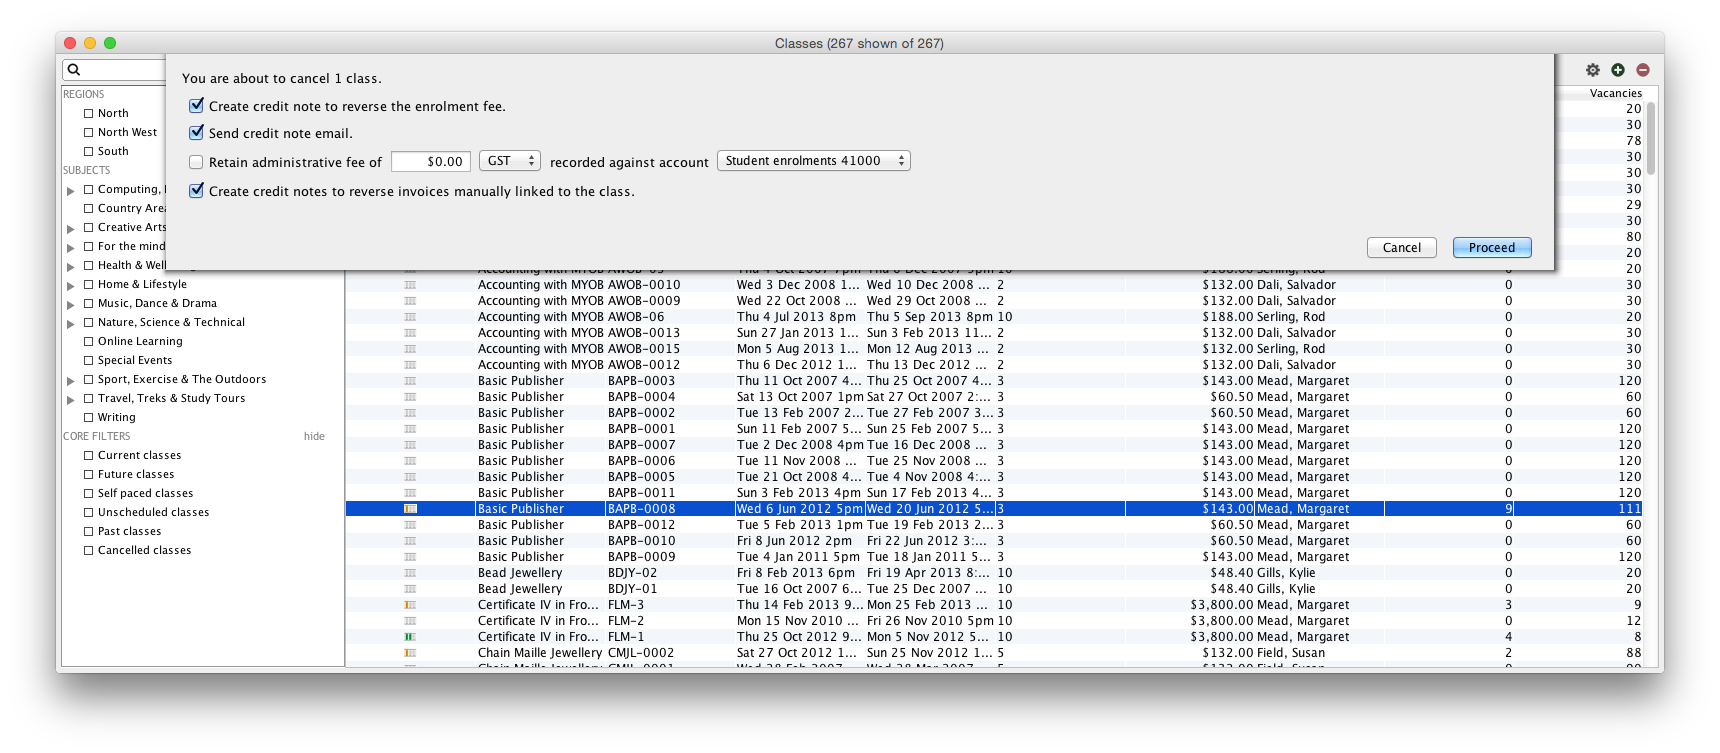 Classes (267 shown of 267)
You are about to cancel 1 class.
Create credit note to reverse the enrolment fee.
Send credit note email.
Retain administrative fee of $0.00 GST recorded against account Student enrolments 41000
Create credit notes to reverse invoices manually linked to the class.
Cancel Proceed
REGIONS
North
North West
South
SUBJECTS
Computing,
Country Area
Creative Arts
For the mind
Health & Well
Home & Lifestyle
Music, Dance & Drama
Nature, Science & Technical
Online Learning
Special Events
Sport, Exercise & The Outdoors
Travel, Treks & Study Tours
Writing
CORE FILTERS hide
Current classes
Future classes
Self paced classes
Unscheduled classes
Past classes
Cancelled classes
Vacancies
20
30
78
30
30
30
29
30
80
20
Accounting with MYOB AWOB-05 Thu 4 Oct 2007 7pm Thu 6 Dec 2007 9pm 10 $188.00 Serling, Rod 0 20
Accounting with MYOB AWOB-0010 Wed 3 Dec 2008 1... Wed 10 Dec 2008 ... 2 $132.00 Dali, Salvador 0 30
Accounting with MYOB AWOB-0009 Wed 22 Oct 2008 ... Wed 29 Oct 2008 ... 2 $132.00 Dali, Salvador 0 30
Accounting with MYOB AWOB-06 Thu 4 Jul 2013 8pm Thu 5 Sep 2013 8pm 10 $188.00 Serling, Rod 0 20
Accounting with MYOB AWOB-0013 Sun 27 Jan 2013 1... Sun 3 Feb 2013 11... 2 $132.00 Dali, Salvador 0 30
Accounting with MYOB AWOB-0015 Mon 5 Aug 2013 1... Mon 12 Aug 2013 ... 2 $132.00 Serling, Rod 0 30
Accounting with MYOB AWOB-0012 Thu 6 Dec 2012 1... Thu 13 Dec 2012 ... 2 $132.00 Dali, Salvador 0 30
Basic Publisher BAPB-0003 Thu 11 Oct 2007 4... Thu 25 Oct 2007 ... 3 $143.00 Mead, Margaret 0 120
Basic Publisher BAPB-0004 Sat 13 Oct 2007 1pm Sat 27 Oct 2007 2:... 3 $60.50 Mead, Margaret 0 60
Basic Publisher BAPB-0002 Tue 13 Feb 2007 2... Tue 27 Feb 2007 3... 3 $60.50 Mead, Margaret 0 60
Basic Publisher BAPB-0001 Sun 11 Feb 2007 5... Sun 25 Feb 2007 5... 3 $143.00 Mead, Margaret 0 120
Basic Publisher BAPB-0007 Tue 2 Dec 2008 4pm Tue 16 Dec 2008 ... 3 $143.00 Mead, Margaret 0 120
Basic Publisher BAPB-0006 Tue 11 Nov 2008 ... Tue 25 Nov 2008 ... 3 $143.00 Mead, Margaret 0 120
Basic Publisher BAPB-0005 Tue 21 Oct 2008 4... Tue 4 Nov 2008 4:... 3 $143.00 Mead, Margaret 0 120
Basic Publisher BAPB-0011 Sun 3 Feb 2013 4pm Sun 17 Feb 2013 4... 3 $143.00 Mead, Margaret 0 120
Basic Publisher BAPB-0008 Wed 6 Jun 2012 5pm Wed 20 Jun 2012 5... 3 $143.00 Mead, Margaret 9 111
Basic Publisher BAPB-0012 Tue 5 Feb 2013 1pm Tue 19 Feb 2013 2... 3 $60.50 Mead, Margaret 0 60
Basic Publisher BAPB-0010 Fri 8 Jun 2012 2pm Fri 22 Jun 2012 3:... 3 $60.50 Mead, Margaret 0 60
Basic Publisher BAPB-0009 Tue 4 Jan 2011 5pm Tue 18 Jan 2011 5... 3 $143.00 Mead, Margaret 0 120
Bead Jewellery BDJY-02 Fri 8 Feb 2013 6pm Fri 19 Apr 2013 8:... 10 $48.40 Gills, Kylie 0 20
Bead Jewellery BDJY-01 Tue 16 Oct 2007 6... Tue 25 Dec 2007 ... 10 $48.40 Gills, Kylie 0 20
Certificate IV in Fro... FLM-3 Thu 14 Feb 2013 9... Mon 25 Feb 2013 ... 10 $3,800.00 Mead, Margaret 3 9
Certificate IV in Fro... FLM-2 Mon 15 Nov 2010 ... Fri 26 Nov 2010 5pm 10 $3,800.00 Mead, Margaret 0 12
Certificate IV in Fro... FLM-1 Thu 25 Oct 2012 9... Mon 5 Nov 2012 5... 10 $3,800.00 Mead, Margaret 4 8
Chain Maille Jewellery CMJL-0002 Sat 27 Oct 2012 1... Sun 25 Nov 2012 1... 5 $132.00 Field, Susan 2 88